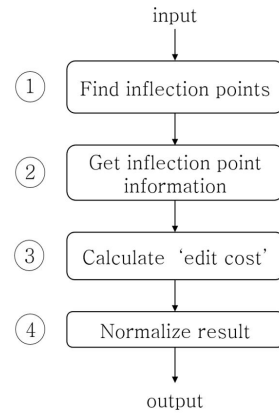 input
① Find inflection points
② Get inflection point
information
③ Calculate ‘edit cost’
④ Normalize result
output